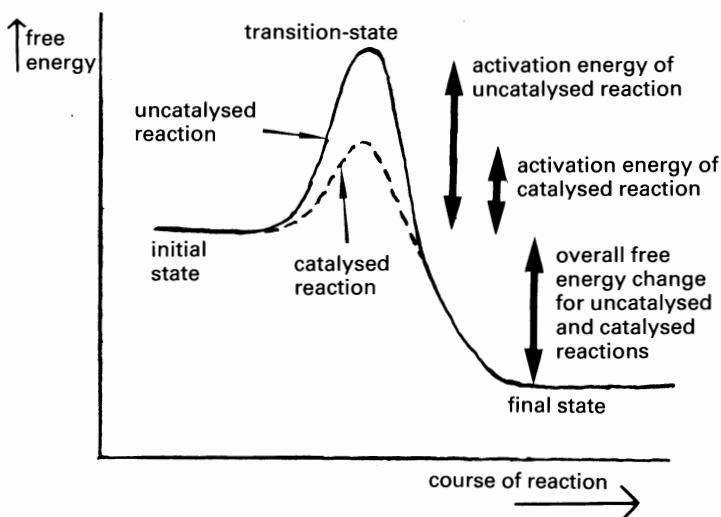 free
energy
transition-state
activation energy of
uncatalysed reaction
uncatalysed
reaction
activation energy of
catalysed reaction
initial
state
catalysed
reaction
overall free
energy change
for uncatalysed
and catalysed
reactions
final state
course of reaction